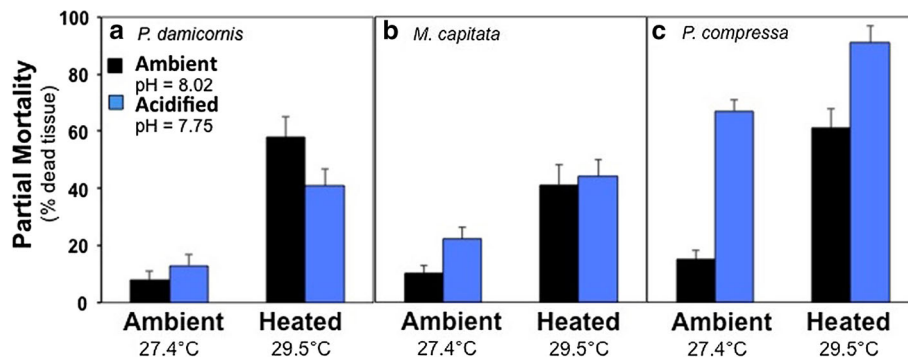 Partial Mortality
(% dead tissue)
100
80
60
40
20
0
a P. damicornis
Ambient
pH = 8.02
Acidified
pH = 7.75
b M. capitata
c P. compressa
Ambient Heated Ambient Heated Ambient Heated
27.4°C 29.5°C 27.4°C 29.5°C 27.4°C 29.5°C